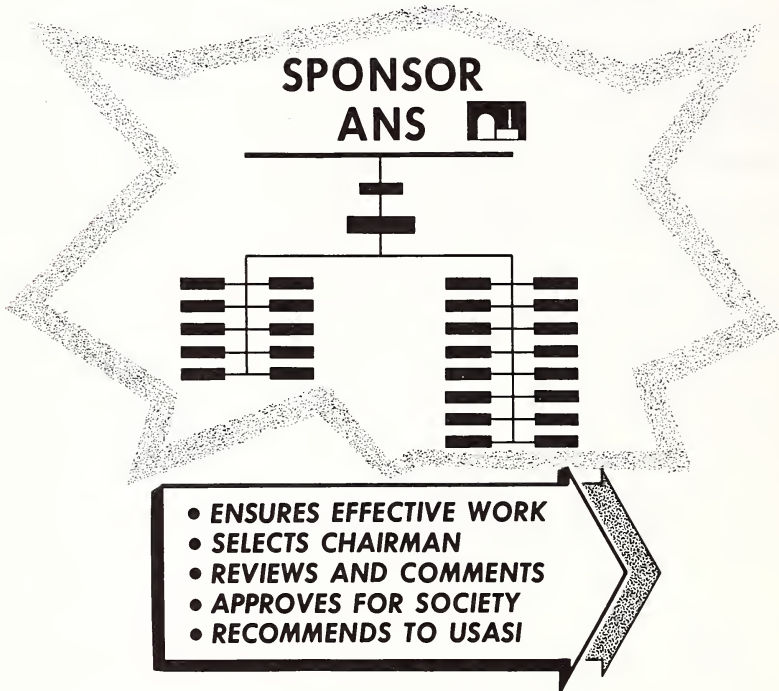 SPONSOR
ANS
• ENSURES EFFECTIVE WORK
• SELECTS CHAIRMAN
• REVIEWS AND COMMENTS
• APPROVES FOR SOCIETY
• RECOMMENDS TO USASI